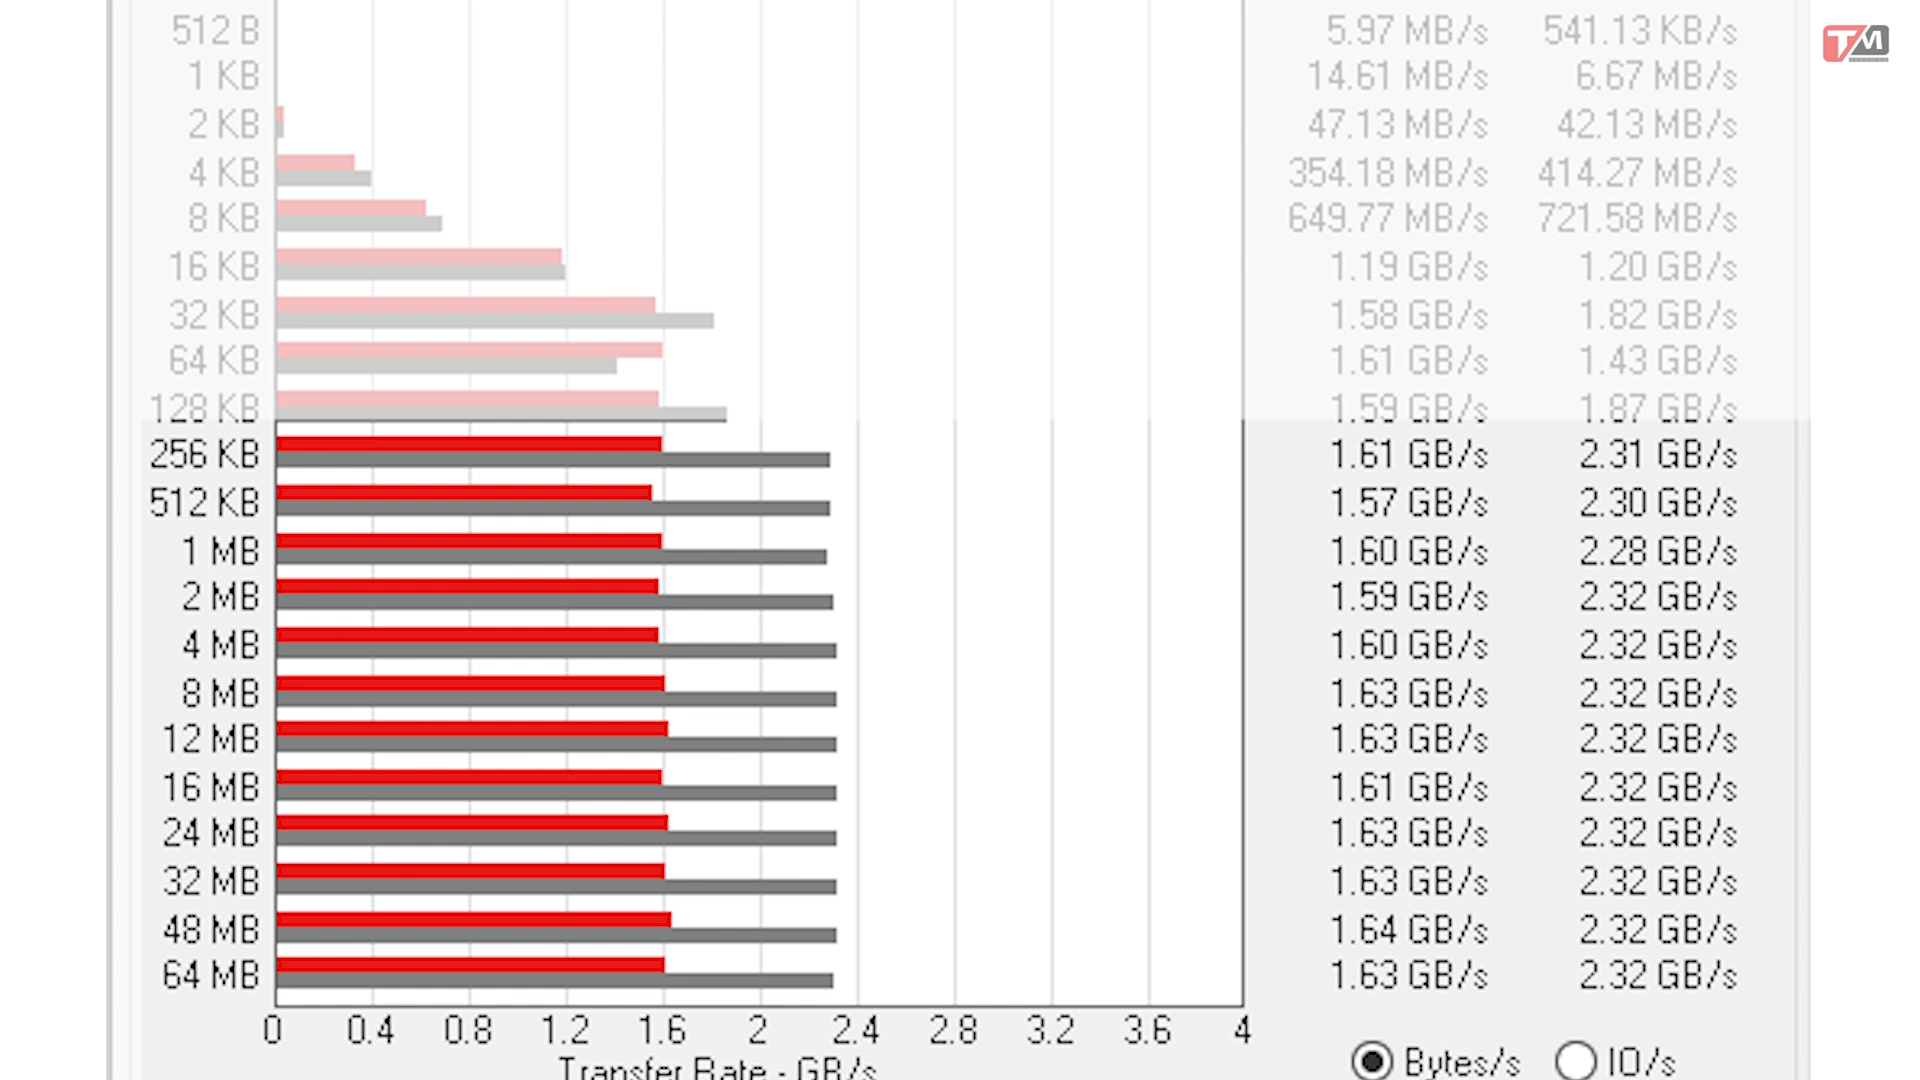 512 B 5.97 MB/s 541.13 KB/s
TM
1 KB 14.61 MB/s 6.67 MB/s
2 KB 47.13 MB/s 42.13 MB/s
4 KB 354.18 MB/s 414.27 MB/s
8 KB 649.77 MB/s 721.58 MB/s
16 KB 1.19 GB/s 1.20 GB/s
32 KB 1.58 GB/s 1.82 GB/s
64 KB 1.61 GB/s 1.43 GB/s
128 KB 1.59 GB/s 1.87 GB/s
256 KB 1.61 GB/s 2.31 GB/s
512 KB 1.57 GB/s 2.30 GB/s
1 MB 1.60 GB/s 2.28 GB/s
2 MB 1.59 GB/s 2.32 GB/s
4 MB 1.60 GB/s 2.32 GB/s
8 MB 1.63 GB/s 2.32 GB/s
12 MB 1.63 GB/s 2.32 GB/s
16 MB 1.61 GB/s 2.32 GB/s
24 MB 1.63 GB/s 2.32 GB/s
32 MB 1.63 GB/s 2.32 GB/s
48 MB 1.64 GB/s 2.32 GB/s
64 MB 1.63 GB/s 2.32 GB/s
0 0.4 0.8 1.2 1.6 2 2.4 2.8 3.2 3.6 4
Transfer Rate - GB/s
Bytes/s IO/s